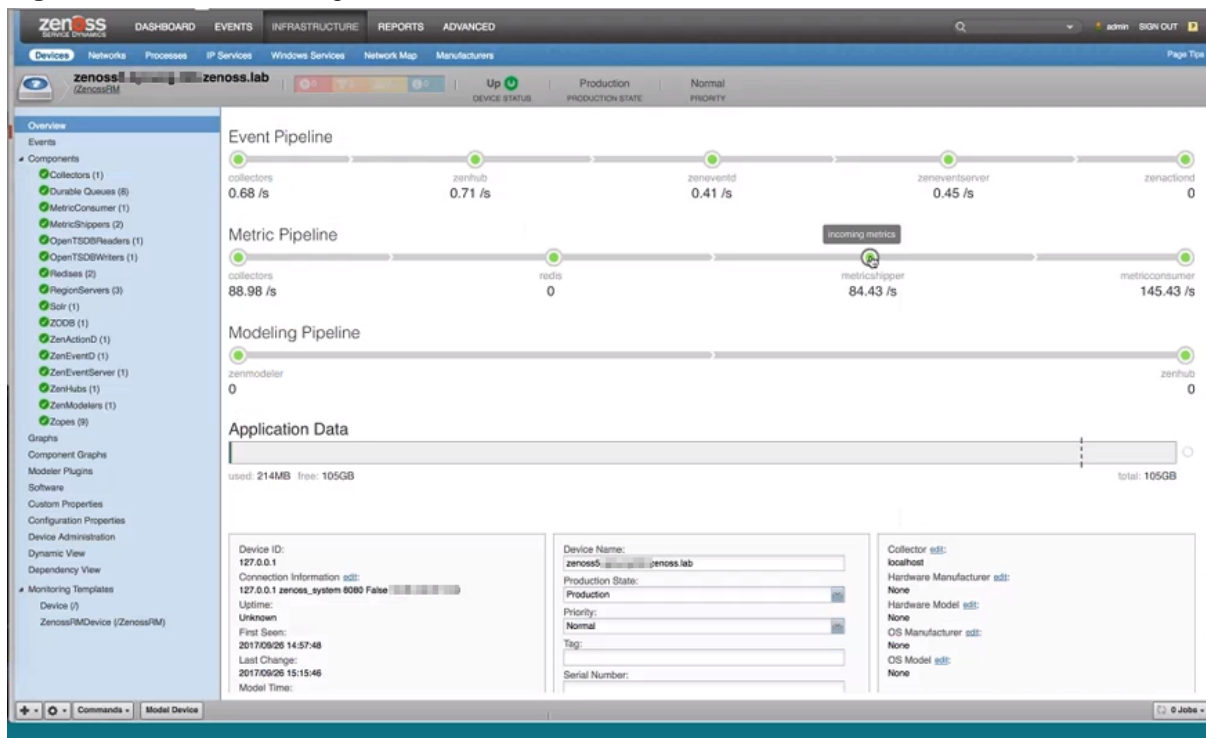 zenoss
SERVICE DYNAMICS
DASHBOARD EVENTS INFRASTRUCTURE REPORTS ADVANCED
admin SIGN OUT ?
Devices Networks Processes IP Services Windows Services Network Map Manufacturers
Page Tips
zenoss zenoss.lab
/ZenossRM
Up
DEVICE STATUS
Production
PRODUCTION STATE
Normal
PRIORITY
Overview
Events
Components
Collectors (1)
Durable Queues (8)
MetricConsumer (1)
MetricShippers (2)
OpenTSDBReaders (1)
OpenTSDBWriters (1)
Redises (2)
RegionServers (3)
Solr (1)
ZODB (1)
ZenActionD (1)
ZenEventD (1)
ZenEventServer (1)
ZenHubs (1)
ZenModelers (1)
Zopes (9)
Graphs
Component Graphs
Modeler Plugins
Software
Custom Properties
Configuration Properties
Device Administration
Dynamic View
Dependency View
Monitoring Templates
Device (/)
ZenossRMDevice (/ZenossRM)
Event Pipeline
collectors zenhub zeneventd zeneventserver zenactiond
0.68 /s 0.71 /s 0.41 /s 0.45 /s 0
Metric Pipeline
incoming metrics
collectors redis metricshipper metricconsumer
88.98 /s 0 84.43 /s 145.43 /s
Modeling Pipeline
zenmodeler zenhub
0 0
Application Data
used: 214MB free: 105GB total: 105GB
Device ID:
127.0.0.1
Connection Information edit:
127.0.0.1 zenoss_system 8080 False
Uptime:
Unknown
First Seen:
2017/09/26 14:57:48
Last Change:
2017/09/26 15:15:46
Model Time:
Device Name:
zenoss5 zenoss.lab
Production State:
Production
Priority:
Normal
Tag:
Serial Number:
Collector edit:
localhost
Hardware Manufacturer edit:
None
Hardware Model edit:
None
OS Manufacturer edit:
None
OS Model edit:
None
Commands Model Device
0 Jobs